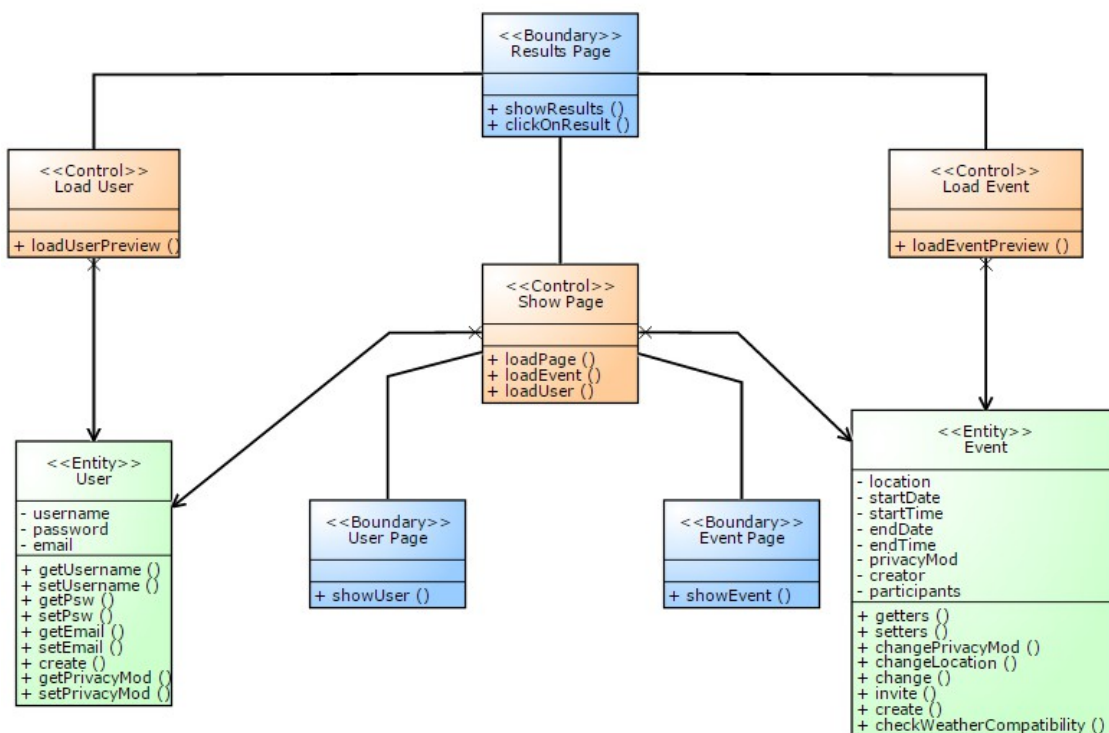 <<Boundary>>
Results Page
+ showResults ()
+ clickOnResult ()
<<Control>>
Load User
+ loadUserPreview ()
<<Control>>
Load Event
+ loadEventPreview ()
<<Control>>
Show Page
+ loadPage ()
+ loadEvent ()
+ loadUser ()
<<Entity>>
User
- username
- password
- email
+ getUsername ()
+ setUsername ()
+ getPsw ()
+ setPsw ()
+ getEmail ()
+ setEmail ()
+ create ()
+ getPrivacyMod ()
+ setPrivacyMod ()
<<Boundary>>
User Page
+ showUser ()
<<Boundary>>
Event Page
+ showEvent ()
<<Entity>>
Event
- location
- startDate
- startTime
- endDate
- endTime
- privacyMod
- creator
- participants
+ getters ()
+ setters ()
+ changePrivacyMod ()
+ changeLocation ()
+ change ()
+ invite ()
+ create ()
+ checkWeatherCompatibility ()